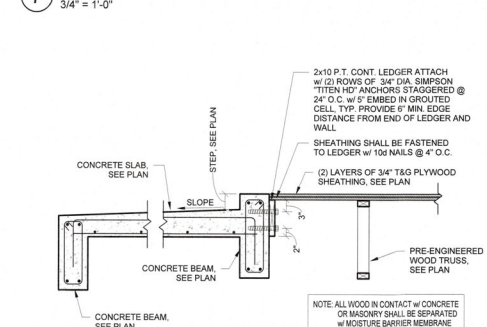 3/4" = 1'-0"
2x10 P.T. CONT. LEDGER ATTACH
w/ (2) ROWS OF 3/4" DIA. SIMPSON
"TITEN HD" ANCHORS STAGGERED @
24" O.C. w/ 5" EMBED IN GROUTED
CELL, TYP. PROVIDE 6" MIN. EDGE
DISTANCE FROM END OF LEDGER AND
WALL
SHEATHING SHALL BE FASTENED
TO LEDGER w/ 10d NAILS @ 4" O.C.
(2) LAYERS OF 3/4" T&G PLYWOOD
SHEATHING, SEE PLAN
STEP, SEE PLAN
CONCRETE SLAB,
SEE PLAN
SLOPE
3"
2"
CONCRETE BEAM,
SEE PLAN
PRE-ENGINEERED
WOOD TRUSS,
SEE PLAN
CONCRETE BEAM,
SEE PLAN
NOTE: ALL WOOD IN CONTACT w/ CONCRETE
OR MASONRY SHALL BE SEPARATED
w/ MOISTURE BARRIER MEMBRANE